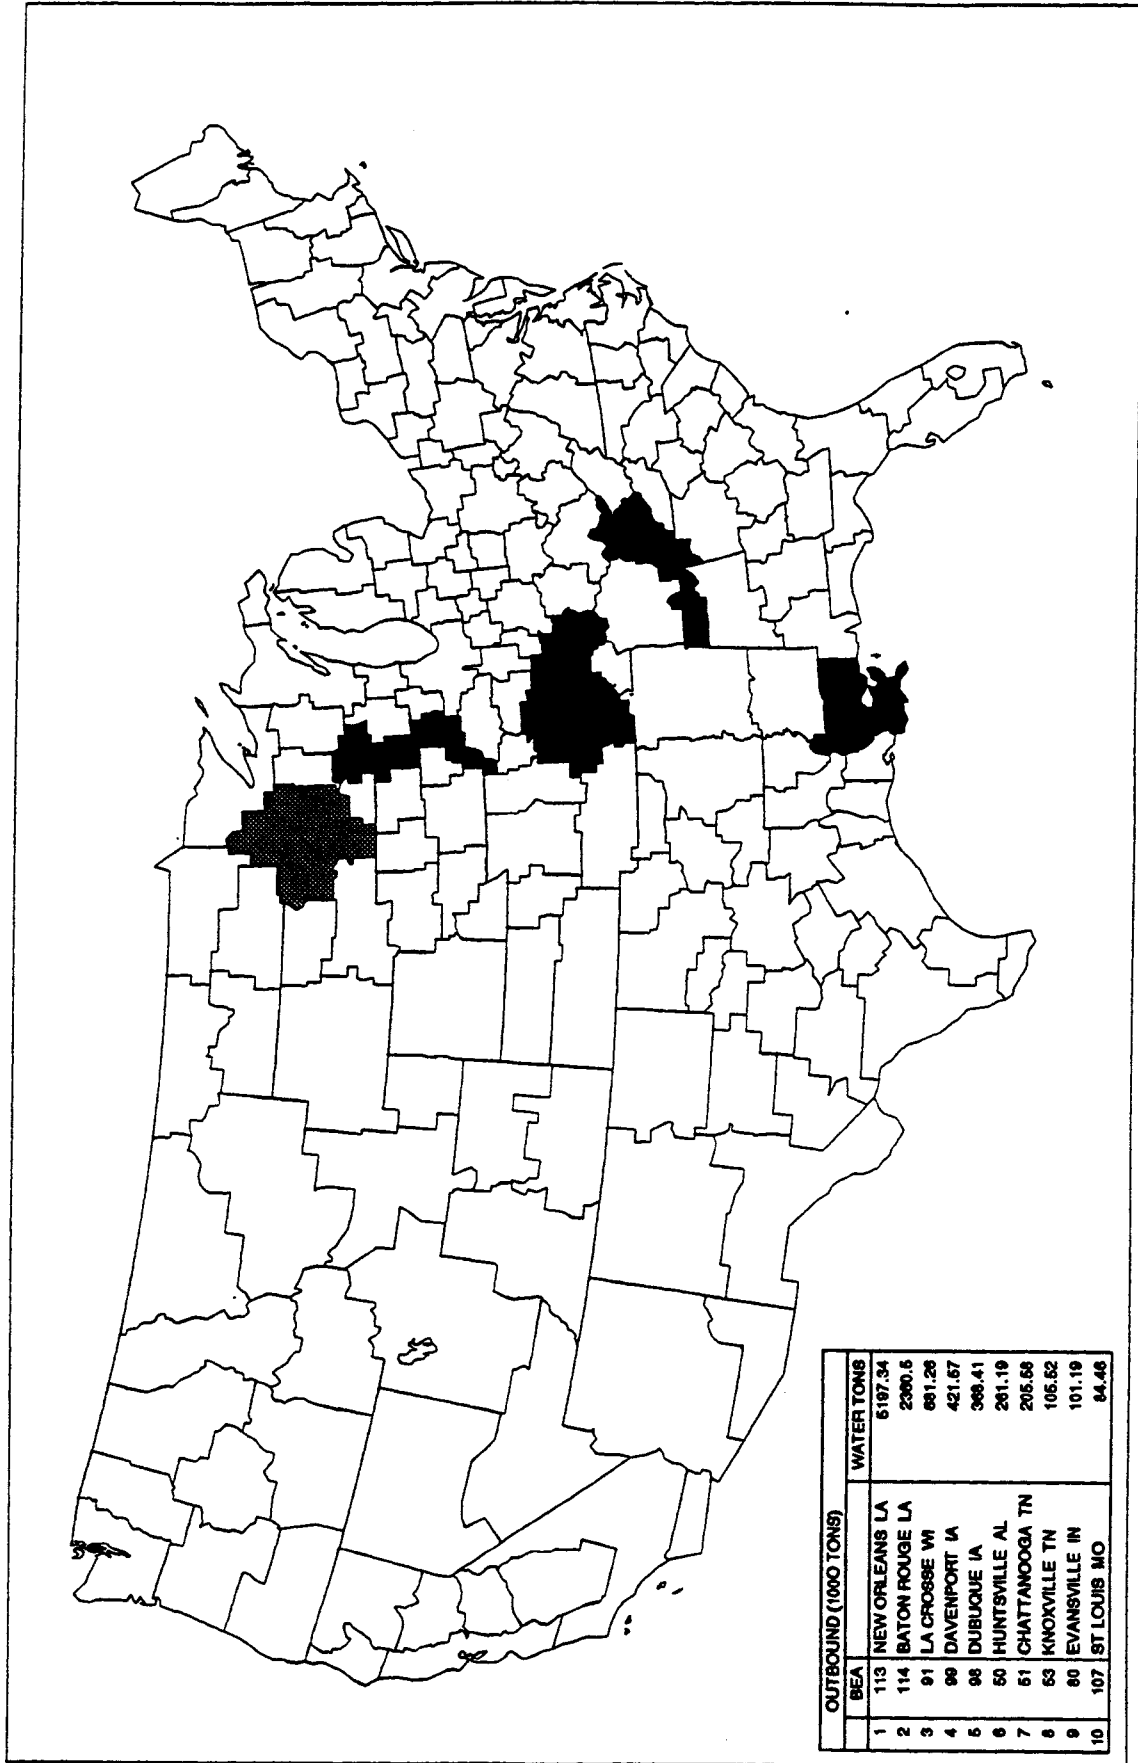 OUTBOUND (1000 TONS)
BEA WATER TONS
1 113 NEW ORLEANS LA 5197.34
2 114 BATON ROUGE LA 2360.5
3 91 LA CROSSE WI 681.26
4 99 DAVENPORT IA 421.57
5 98 DUBUQUE IA 368.41
6 50 HUNTSVILLE AL 261.19
7 51 CHATTANOOGA TN 205.58
8 53 KNOXVILLE TN 105.52
9 80 EVANSVILLE IN 101.19
10 107 ST LOUIS MO 84.46